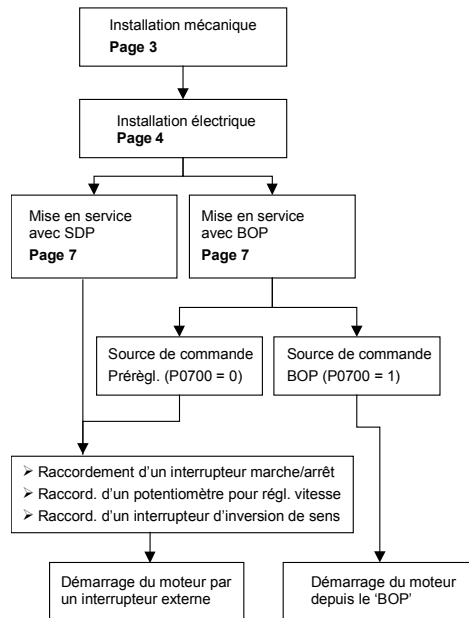 Installation mécanique
Page 3
Installation électrique
Page 4
Mise en service
avec SDP
Page 7
Mise en service
avec BOP
Page 7
Source de commande
Prérègl. (P0700 = 0)
Source de commande
BOP (P0700 = 1)
➢ Raccordement d'un interrupteur marche/arrêt
➢ Raccord. d'un potentiomètre pour régl. vitesse
➢ Raccord. d'un interrupteur d'inversion de sens
Démarrage du moteur par
un interrupteur externe
Démarrage du moteur
depuis le 'BOP'